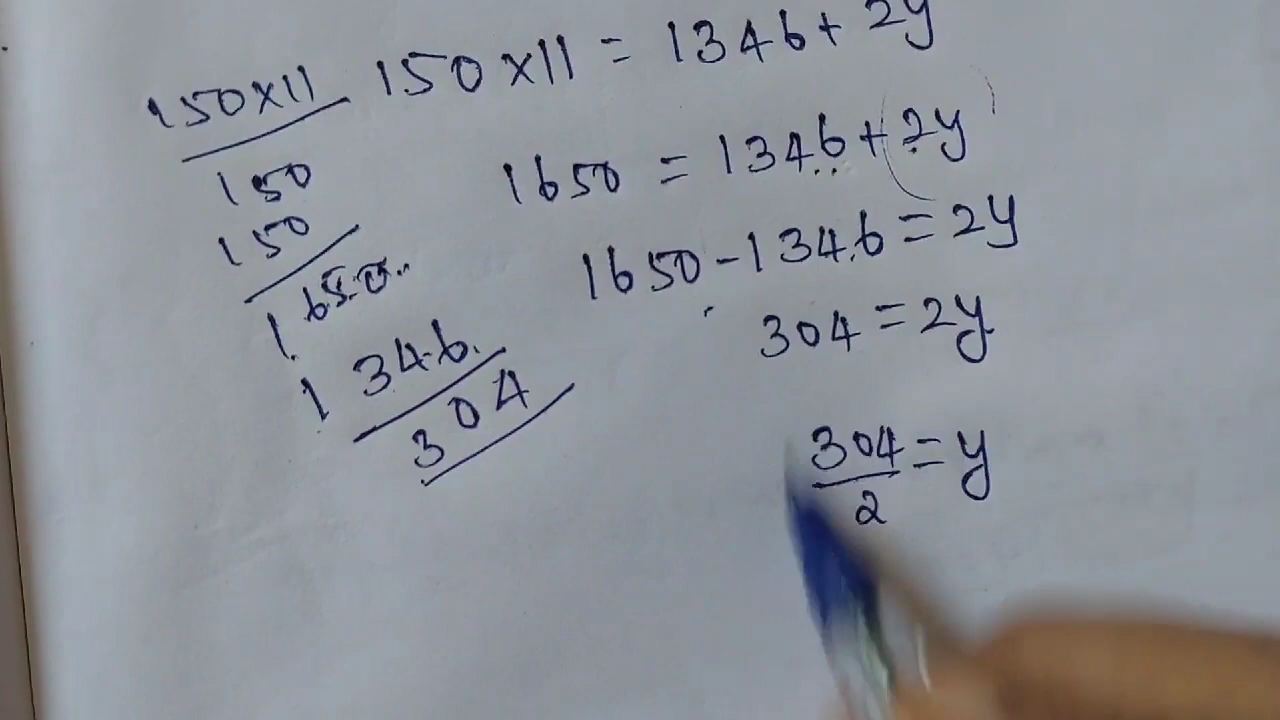 150×11 = 1346+2y
150×11
1650 = 1346+2y
150
150
1650
1650-1346=2y
1346
304
304=2y
304/2=y